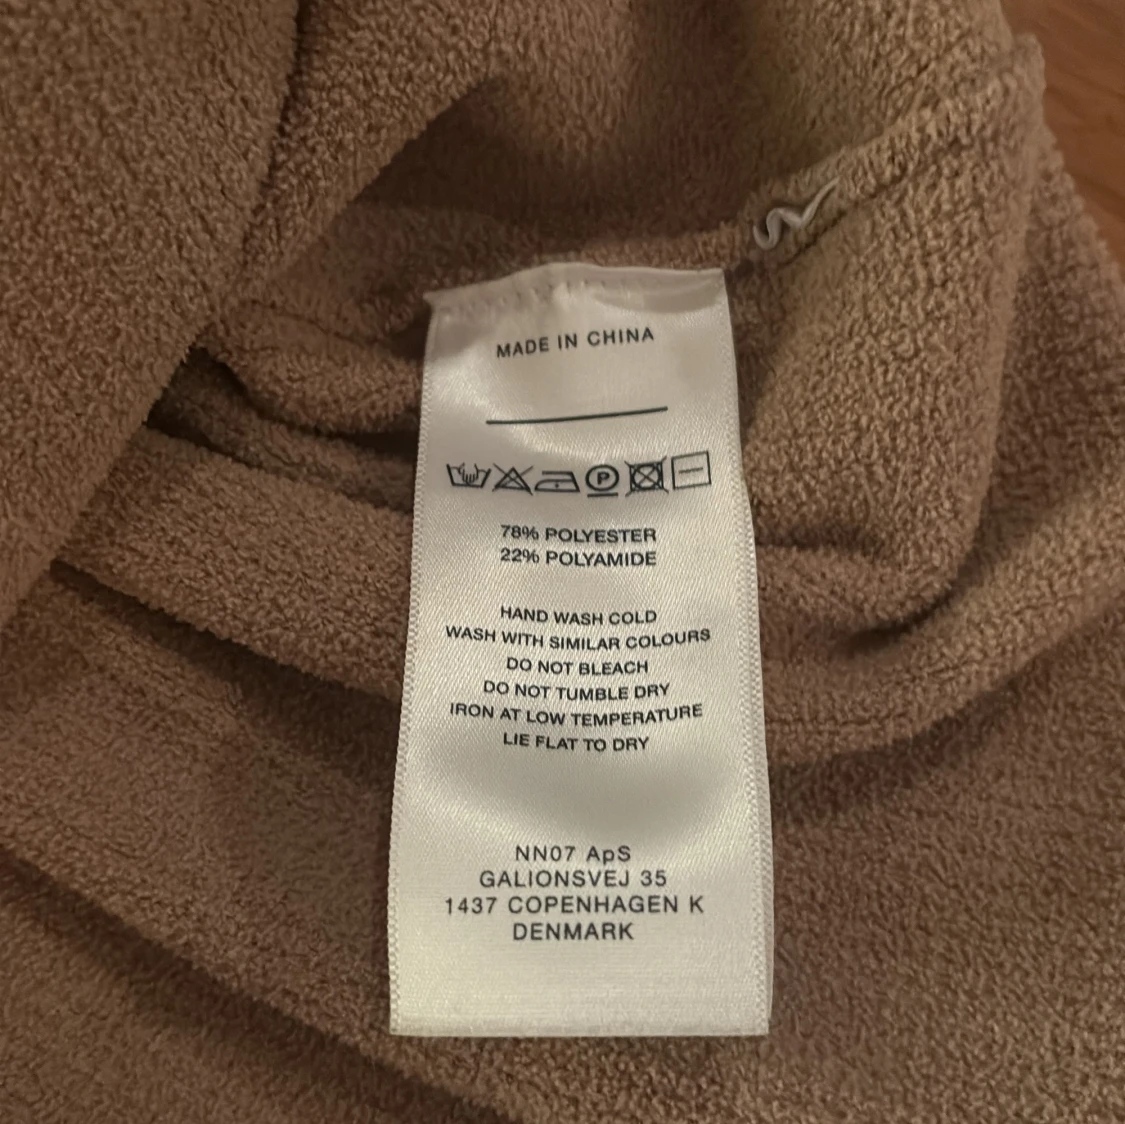 MADE IN CHINA
P
78% POLYESTER
22% POLYAMIDE
HAND WASH COLD
WASH WITH SIMILAR COLOURS
DO NOT BLEACH
DO NOT TUMBLE DRY
IRON AT LOW TEMPERATURE
LIE FLAT TO DRY
NN07 ApS
GALIONSVEJ 35
1437 COPENHAGEN K
DENMARK